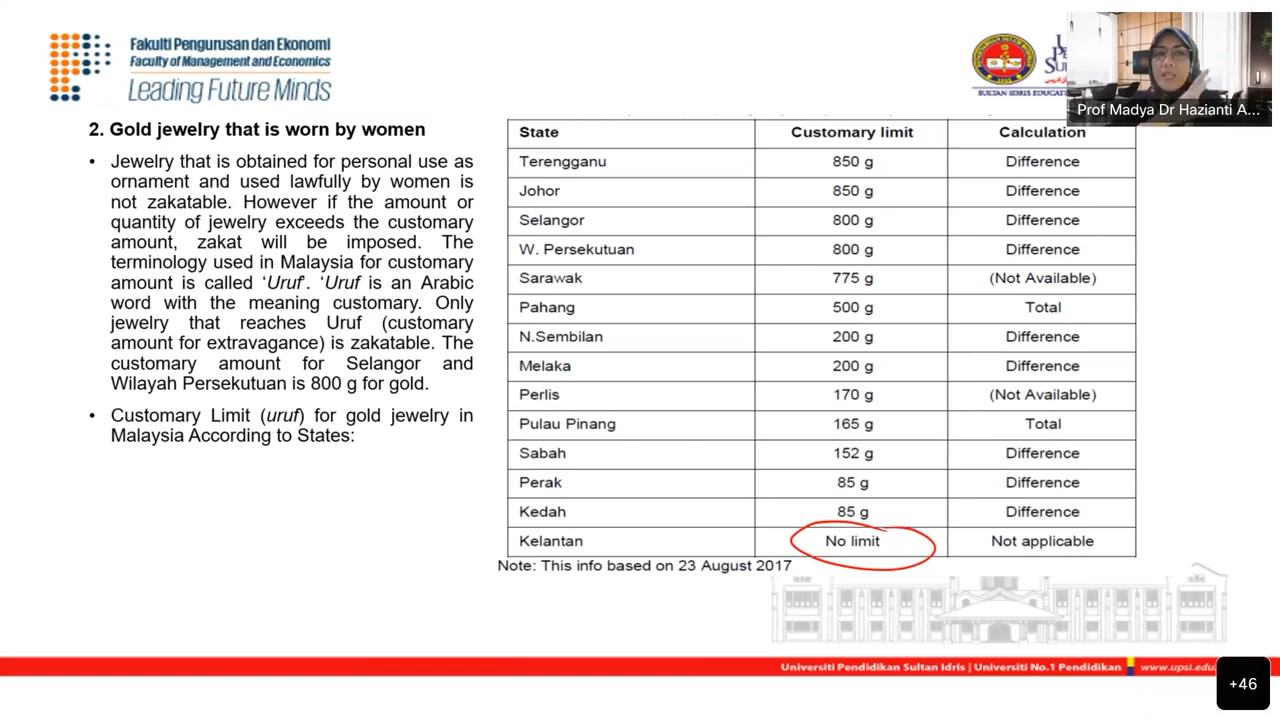 Fakulti Pengurusan dan Ekonomi
Faculty of Management and Economics
Leading Future Minds
SULTAN IDRIS
Prof Madya Dr Hazianti A...
2. Gold jewelry that is worn by women
• Jewelry that is obtained for personal use as
ornament and used lawfully by women is
not zakatable. However if the amount or
quantity of jewelry exceeds the customary
amount, zakat will be imposed. The
terminology used in Malaysia for customary
amount is called ‘Uruf’. ‘Uruf is an Arabic
word with the meaning customary. Only
jewelry that reaches Uruf (customary
amount for extravagance) is zakatable. The
customary amount for Selangor and
Wilayah Persekutuan is 800 g for gold.
• Customary Limit (uruf) for gold jewelry in
Malaysia According to States:
State Customary limit Calculation
Terengganu 850 g Difference
Johor 850 g Difference
Selangor 800 g Difference
W. Persekutuan 800 g Difference
Sarawak 775 g (Not Available)
Pahang 500 g Total
N.Sembilan 200 g Difference
Melaka 200 g Difference
Perlis 170 g (Not Available)
Pulau Pinang 165 g Total
Sabah 152 g Difference
Perak 85 g Difference
Kedah 85 g Difference
Kelantan No limit Not applicable
Note: This info based on 23 August 2017
Universiti Pendidikan Sultan Idris | Universiti No.1 Pendidikan www.upsi.edu
+46